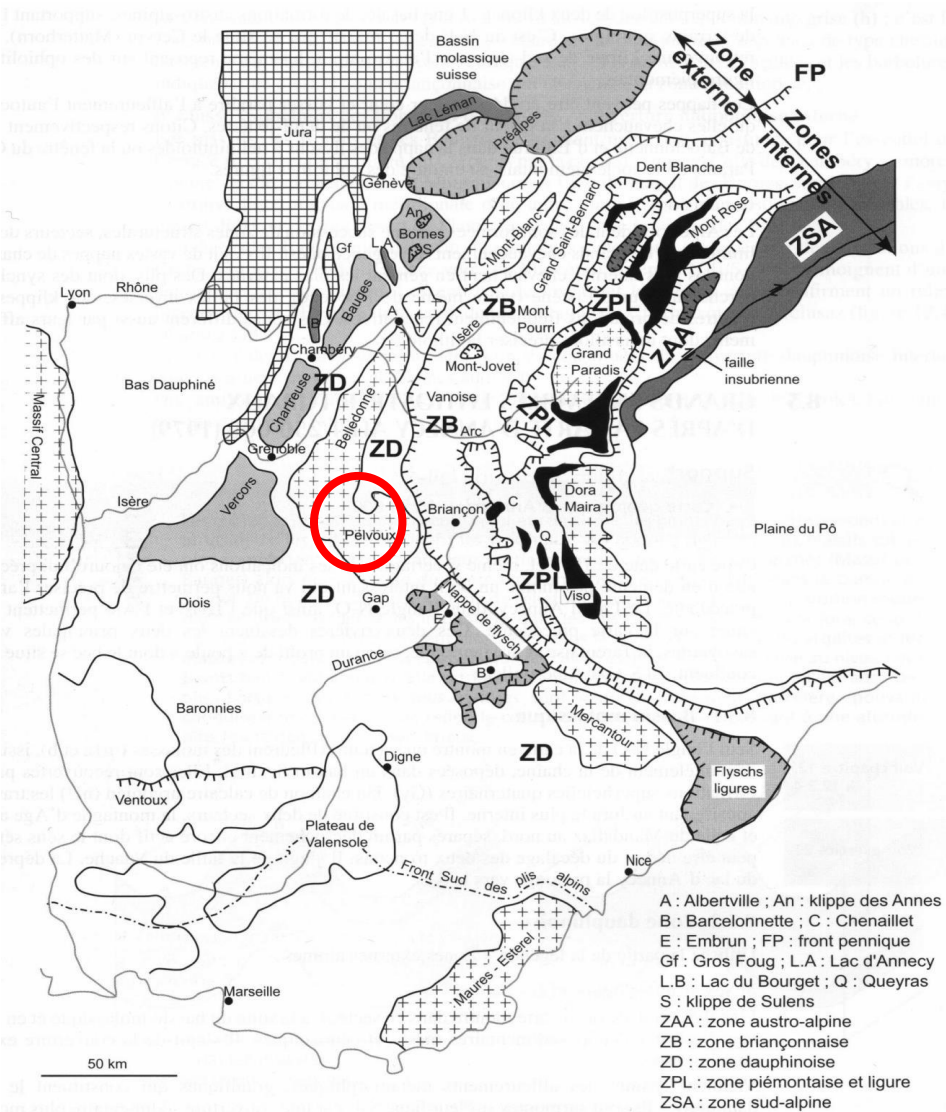 Bassin
molassique
suisse
Zone
externe
FP
Zones
internes
Lac Léman
Préalpes
Jura
Genève
Dent Blanche
Mont Rose
ZSA
An
Bornes
S
L.A
Gf
Mont-Blanc
Grand Saint-Bernard
Lyon
Rhône
Bauges
ZB
Mont
Pourri
ZPL
ZAA
Isère
A
L.B
Chambéry
Mont-Jovet
Grand
Paradis
faille
insubrienne
Bas Dauphiné
ZD
Chartreuse
Belledonne
Vanoise
ZB
Arc
ZPL
Massif Central
Grenoble
ZD
Isère
Vercors
Pelvoux
Briançon
C
Dora
Maira
Plaine du Pô
Q
ZPL
Viso
Diois
ZD
Gap
E
Nappe de flysch
Durance
B
Baronnies
Mercantour
ZD
Digne
Flyschs
ligures
Ventoux
Plateau de
Valensole
Front Sud des plis alpins
Nice
Maures - Esterel
Marseille
50 km
A : Albertville ; An : klippe des Annes
B : Barcelonnette ; C : Chenaillet
E : Embrun ; FP : front pennique
Gf : Gros Foug ; L.A : Lac d'Annecy
L.B : Lac du Bourget ; Q : Queyras
S : klippe de Sulens
ZAA : zone austro-alpine
ZB : zone briançonnaise
ZD : zone dauphinoise
ZPL : zone piémontaise et ligure
ZSA : zone sud-alpine